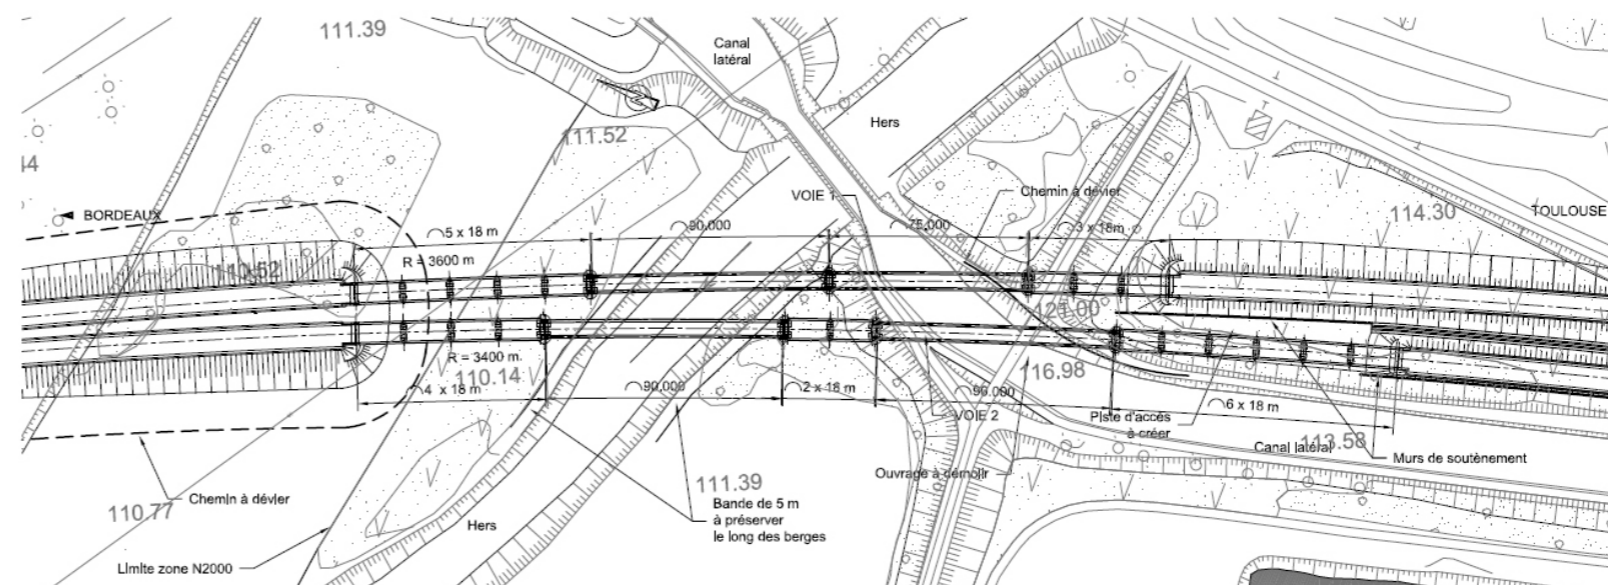 111.39
Canal
latéral
Hers
111.52
44
VOIE 1
Chemin à dévier
BORDEAUX
114.30
TOULOUSE
5 x 18 m
90.000
75.000
3 x 18m
R = 3600 m
110.52
121.00
R = 3400 m
110.14
116.98
4 x 18 m
90.000
2 x 18 m
90.000
6 x 18 m
VOIE 2
Piste d'accès
à créer
Canal latéral
113.58
Murs de soutènement
Ouvrage à démolir
111.39
Bande de 5 m
à préserver
le long des berges
Chemin à dévier
110.77
Hers
Limite zone N2000